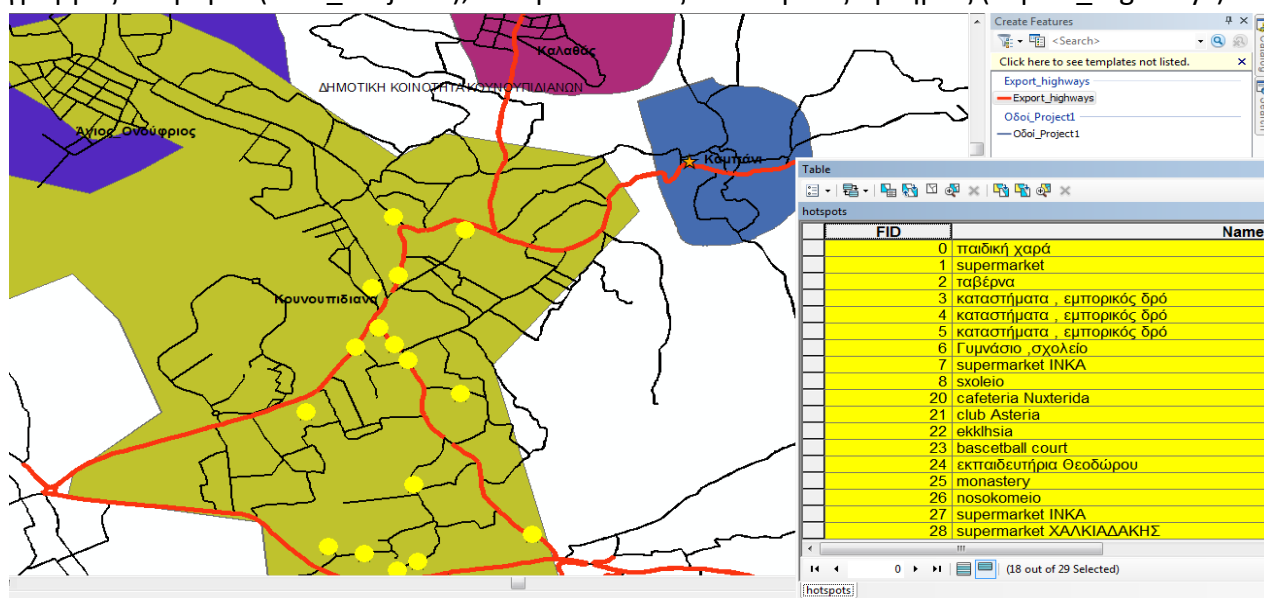 Create Features
<Search>
Click here to see templates not listed.
Export_highways
Export_highways
Οδοί_Project1
Οδοί_Project1
Καλαθάς
ΔΗΜΟΤΙΚΗ ΚΟΙΝΟΤΗΤΑ ΚΟΥΝΟΥΠΙΔΙΑΝΩΝ
Άγιος_Ονούφριος
Καμπάνι
Κουνουπιδιανά
Table
hotspots
FID Name
0 παιδική χαρά
1 supermarket
2 ταβέρνα
3 καταστήματα , εμπορικός δρό
4 καταστήματα , εμπορικός δρό
5 καταστήματα , εμπορικός δρό
6 Γυμνάσιο ,σχολείο
7 supermarket INKA
8 sxoleio
20 cafeteria Nuxterida
21 club Asteria
22 ekklhsia
23 bascetball court
24 εκπαιδευτήρια Θεοδώρου
25 monastery
26 nosokomeio
27 supermarket INKA
28 supermarket ΧΑΛΚΙΑΔΑΚΗΣ
0 (18 out of 29 Selected)
hotspots